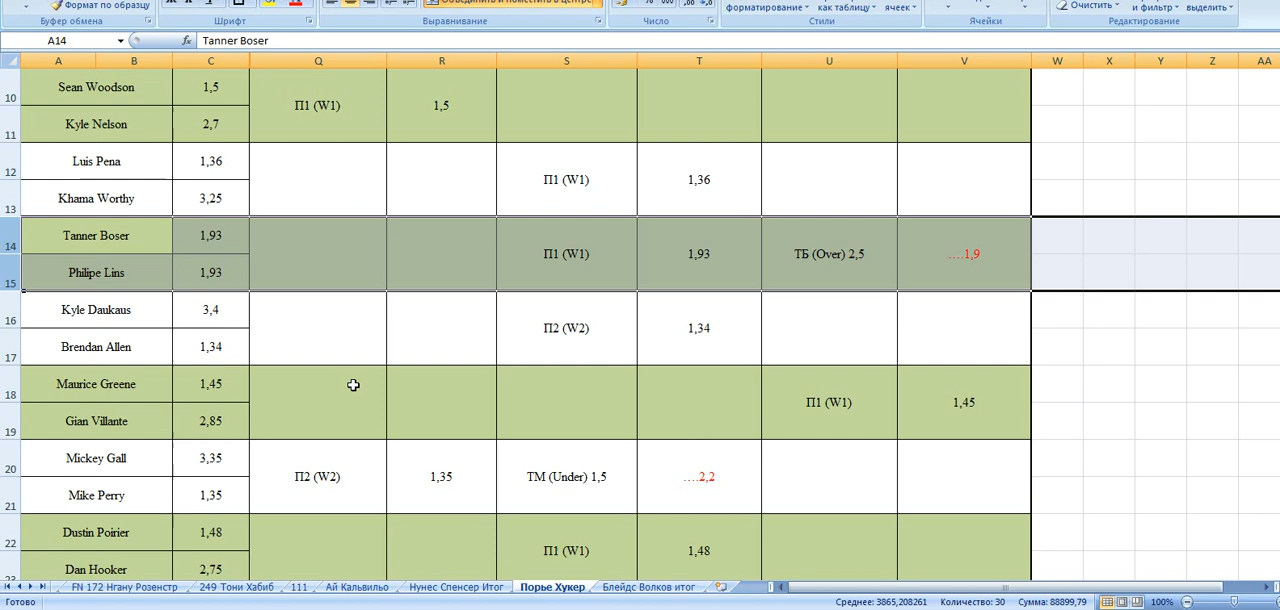 Формат по образцу
Объединить и поместить в центре
форматирование как таблицу ячеек
Очистить и фильтр выделить
Буфер обмена Шрифт Выравнивание Число Стили Ячейки Редактирование
A14 fx Tanner Boser
A B C Q R S T U V W X Y Z AA
10 Sean Woodson 1,5 П1 (W1) 1,5
11 Kyle Nelson 2,7
12 Luis Pena 1,36 П1 (W1) 1,36
13 Khama Worthy 3,25
14 Tanner Boser 1,93 П1 (W1) 1,93 ТБ (Over) 2,5 ….1,9
15 Philipe Lins 1,93
16 Kyle Daukaus 3,4 П2 (W2) 1,34
17 Brendan Allen 1,34
18 Maurice Greene 1,45 П1 (W1) 1,45
19 Gian Villante 2,85
20 Mickey Gall 3,35 П2 (W2) 1,35 ТМ (Under) 1,5 ….2,2
21 Mike Perry 1,35
22 Dustin Poirier 1,48 П1 (W1) 1,48
23 Dan Hooker 2,75
FN 172 Нгану Розенстр 249 Тони Хабиб 111 Ай Кальвильо Нунес Спенсер Итог Порье Хукер Блейдс Волков итог
Готово Среднее: 3865,208261 Количество: 30 Сумма: 88899,79 100%